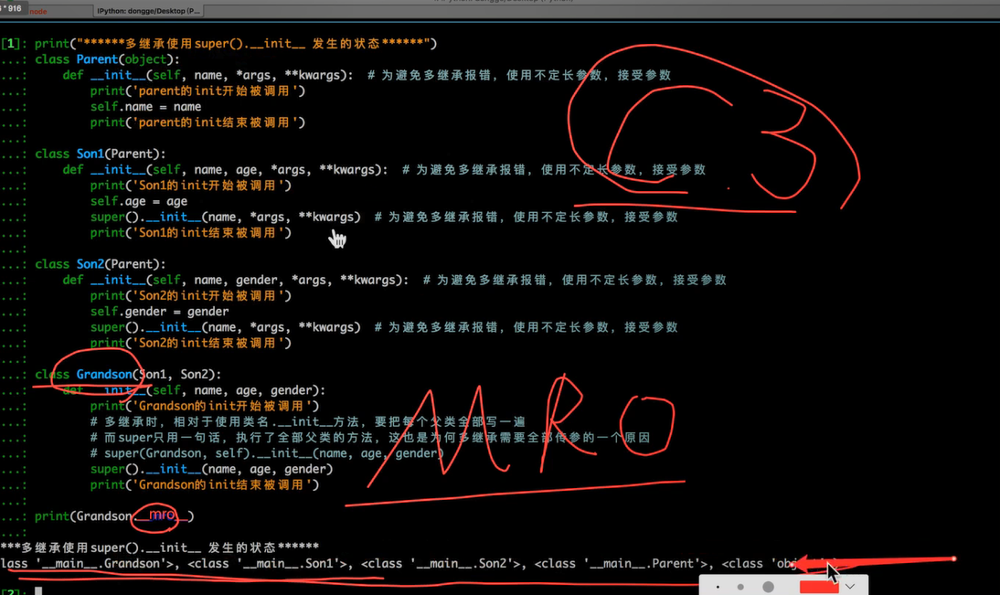 * 916
node
IPython: dongge/Desktop (P...
[1]: print("******多继承使用super().__init__ 发生的状态******")
...: class Parent(object):
...:     def __init__(self, name, *args, **kwargs):  # 为避免多继承报错，使用不定长参数，接受参数
...:         print('parent的init开始被调用')
...:         self.name = name
...:         print('parent的init结束被调用')
...:
...: class Son1(Parent):
...:     def __init__(self, name, age, *args, **kwargs):  # 为避免多继承报错，使用不定长参数，接受参数
...:         print('Son1的init开始被调用')
...:         self.age = age
...:         super().__init__(name, *args, **kwargs)  # 为避免多继承报错，使用不定长参数，接受参数
...:         print('Son1的init结束被调用')
...:
...: class Son2(Parent):
...:     def __init__(self, name, gender, *args, **kwargs):  # 为避免多继承报错，使用不定长参数，接受参数
...:         print('Son2的init开始被调用')
...:         self.gender = gender
...:         super().__init__(name, *args, **kwargs)  # 为避免多继承报错，使用不定长参数，接受参数
...:         print('Son2的init结束被调用')
...:
...: class Grandson(Son1, Son2):
...:     def __init__(self, name, age, gender):
...:         print('Grandson的init开始被调用')
...:         # 多继承时，相对于使用类名.__init__方法，要把每个父类全部写一遍
...:         # 而super只用一句话，执行了全部父类的方法，这也是为何多继承需要全部传参的一个原因
...:         # super(Grandson, self).__init__(name, age, gender)
...:         super().__init__(name, age, gender)
...:         print('Grandson的init结束被调用')
...:
...: print(Grandson.__mro__)
...:
***多继承使用super().__init__ 发生的状态******
lass '__main__.Grandson'>, <class '__main__.Son1'>, <class '__main__.Son2'>, <class '__main__.Parent'>, <class 'obj
[2]:
C3
MRO